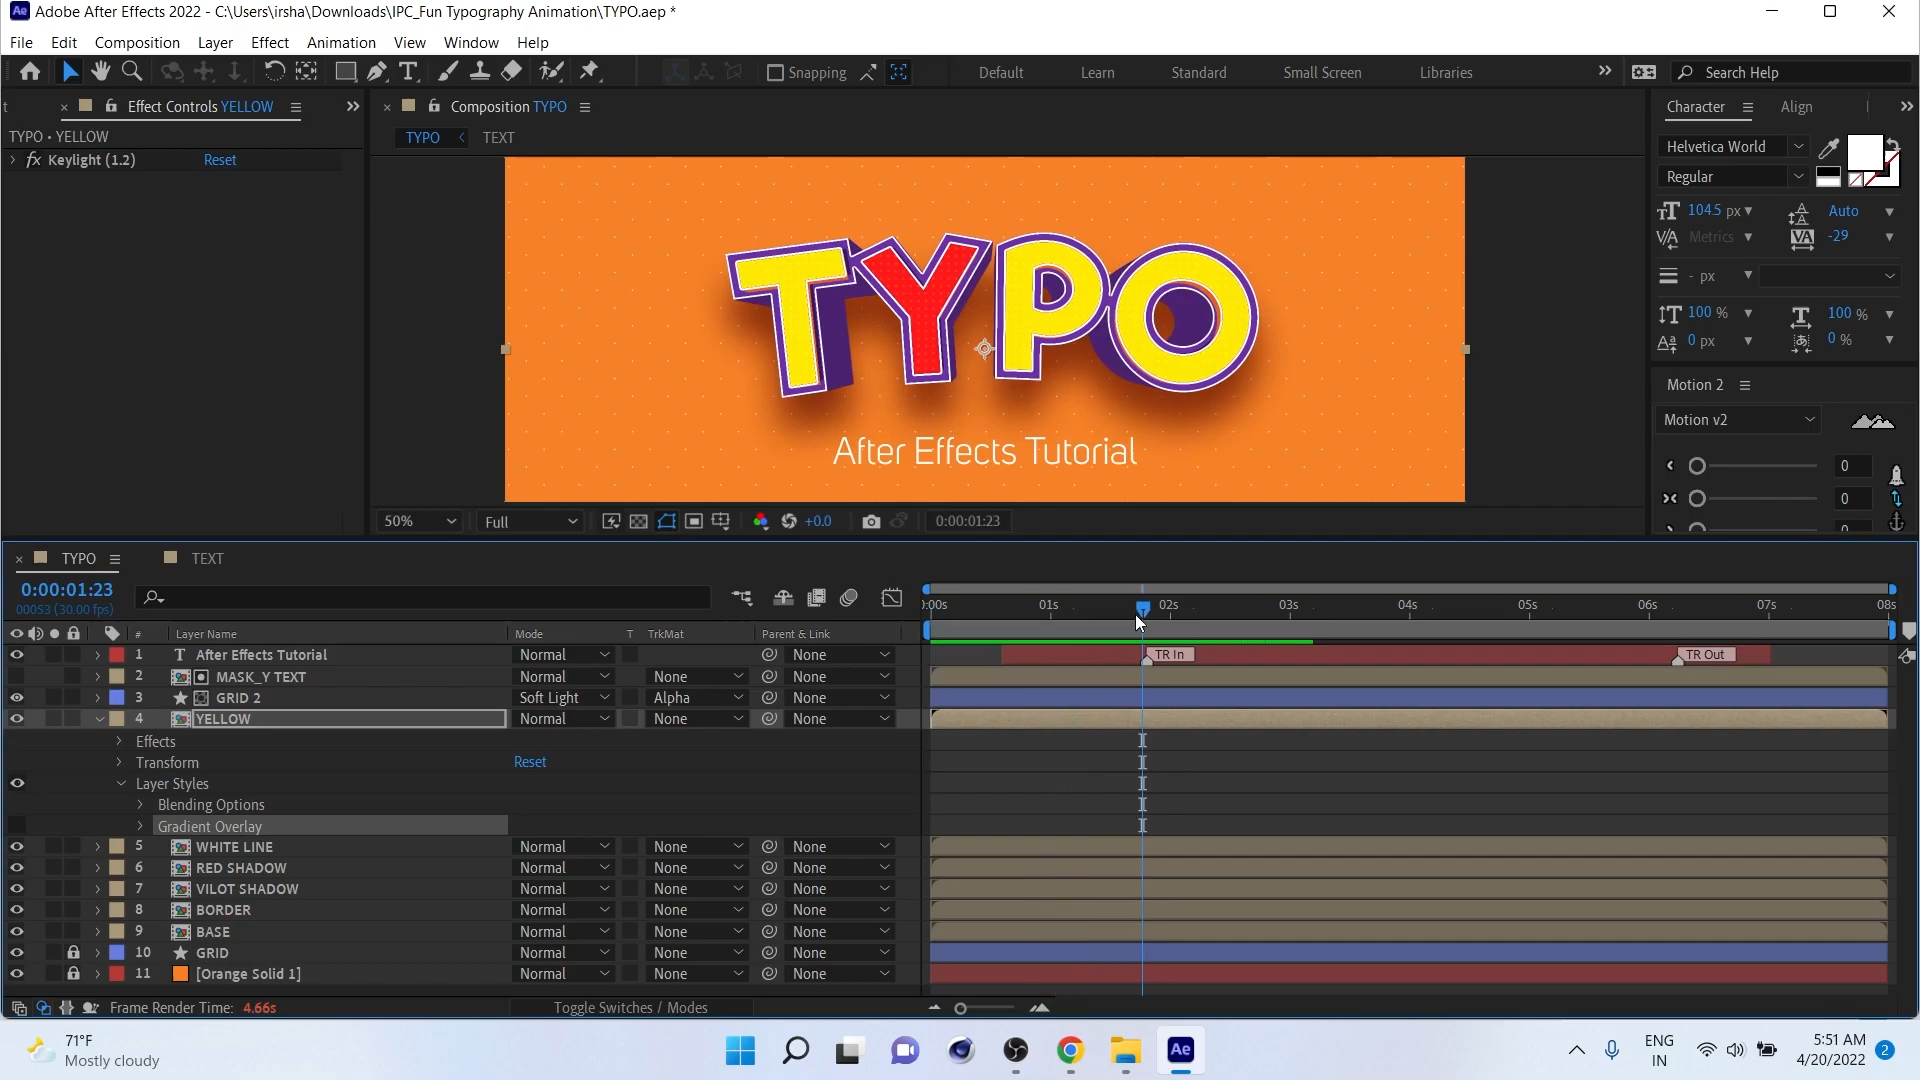 Adobe After Effects 2022 - C:\Users\irsha\Downloads\IPC_Fun Typography Animation\TYPO.aep *
File Edit Composition Layer Effect Animation View Window Help
Snapping Default Learn Standard Small Screen Libraries Search Help
Effect Controls YELLOW
TYPO • YELLOW
fx Keylight (1.2) Reset
Composition TYPO
TYPO TEXT
TYPO
After Effects Tutorial
50% Full +0.0 0:00:01:23
Character Align
Helvetica World
Regular
104.5 px Auto
Metrics -29
- px
100 % 100 %
0 px 0 %
Motion 2
Motion v2
0
0
0
TYPO TEXT
0:00:01:23
00053 (30.00 fps)
0:00s 01s 02s 03s 04s 05s 06s 07s 08s
# Layer Name Mode T TrkMat Parent & Link
1 T After Effects Tutorial Normal None TR In TR Out
2 MASK_Y TEXT Normal None None
3 GRID 2 Soft Light Alpha None
4 YELLOW Normal None None
Effects
Transform Reset
Layer Styles
Blending Options
Gradient Overlay
5 WHITE LINE Normal None None
6 RED SHADOW Normal None None
7 VILOT SHADOW Normal None None
8 BORDER Normal None None
9 BASE Normal None None
10 GRID Normal None None
11 [Orange Solid 1] Normal None None
Frame Render Time: 4.66s Toggle Switches / Modes
71°F
Mostly cloudy
Ae
ENG
IN
5:51 AM
4/20/2022
2